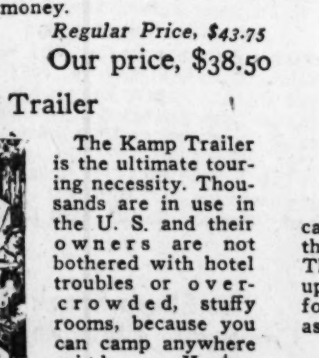 money.
Regular Price, $43.75
Our price, $38.50
Trailer
The Kamp Trailer
is the ultimate tour-
ing necessity. Thou-
sands are in use in
the U. S. and their
owners are not
bothered with hotel
troubles or over-
crowded, stuffy
rooms, because you
can camp anywhere
ca
th
T
up
fo
as